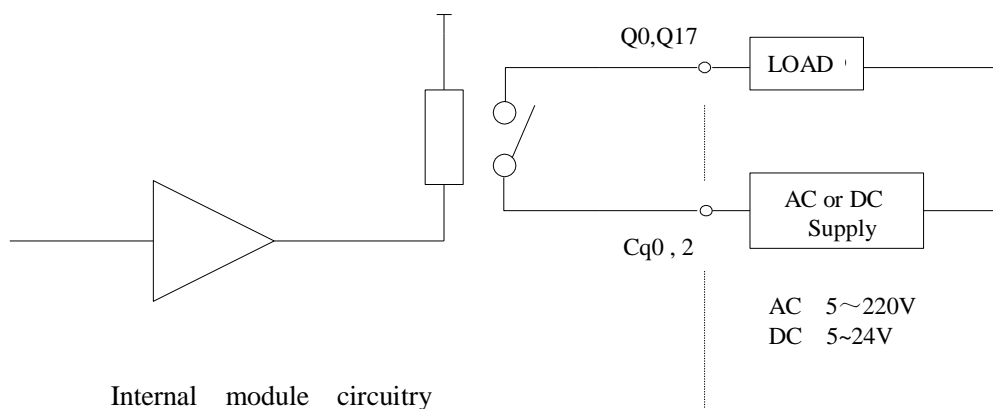 Q0,Q17
LOAD
AC or DC
Supply
Cq0 , 2
AC 5～220V
DC 5~24V
Internal module circuitry